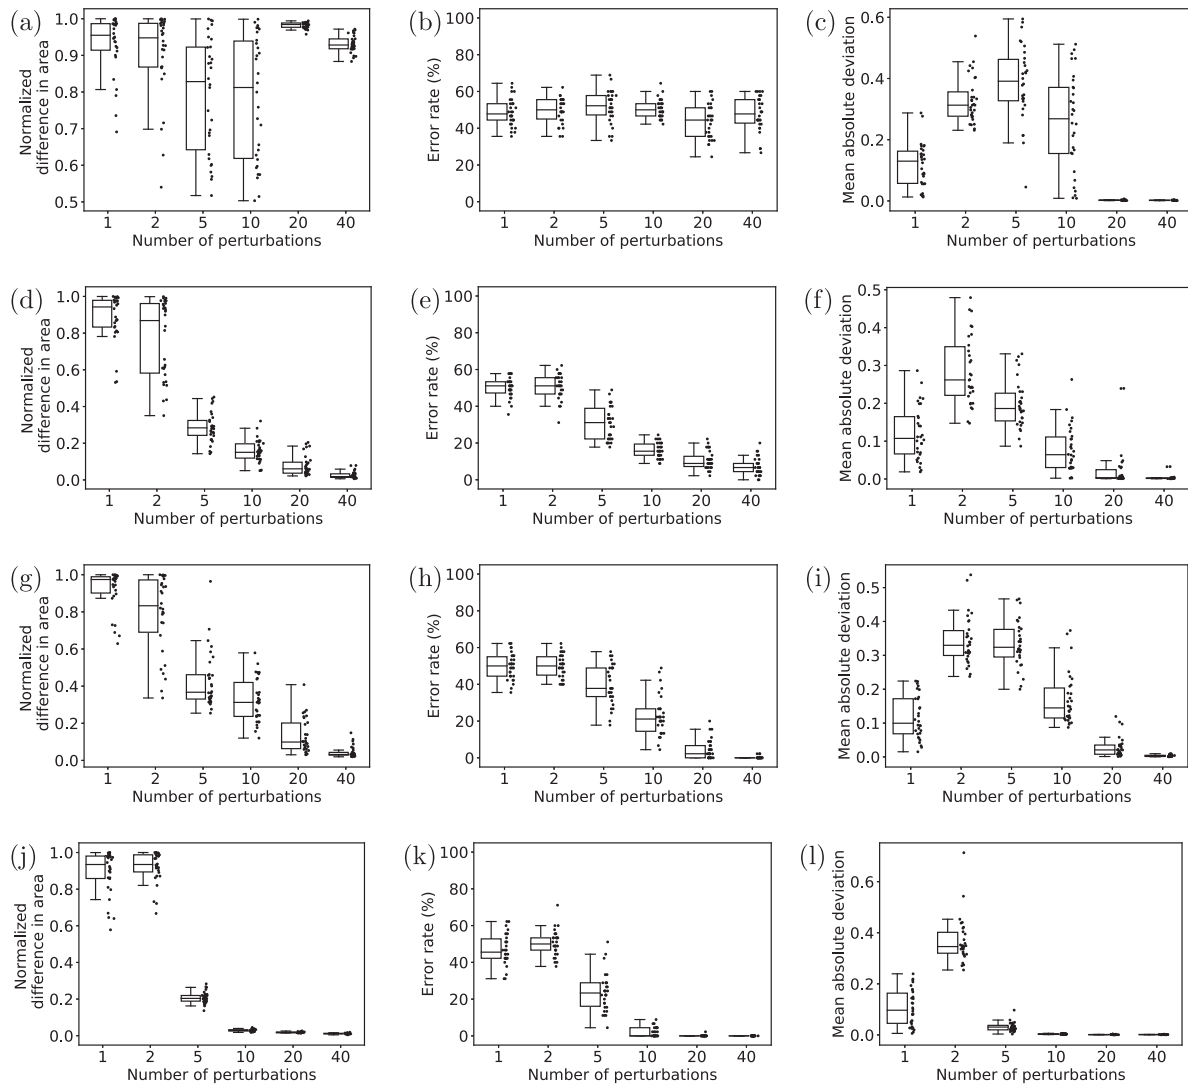 (a)
Normalized
difference in area
1.0
0.9
0.8
0.7
0.6
0.5
1 2 5 10 20 40
Number of perturbations
(b)
Error rate (%)
100
80
60
40
20
0
1 2 5 10 20 40
Number of perturbations
(c)
Mean absolute deviation
0.6
0.4
0.2
0.0
1 2 5 10 20 40
Number of perturbations
(d)
Normalized
difference in area
1.0
0.8
0.6
0.4
0.2
0.0
1 2 5 10 20 40
Number of perturbations
(e)
Error rate (%)
100
80
60
40
20
0
1 2 5 10 20 40
Number of perturbations
(f)
Mean absolute deviation
0.5
0.4
0.3
0.2
0.1
0.0
1 2 5 10 20 40
Number of perturbations
(g)
Normalized
difference in area
1.0
0.8
0.6
0.4
0.2
0.0
1 2 5 10 20 40
Number of perturbations
(h)
Error rate (%)
100
80
60
40
20
0
1 2 5 10 20 40
Number of perturbations
(i)
Mean absolute deviation
0.5
0.4
0.3
0.2
0.1
0.0
1 2 5 10 20 40
Number of perturbations
(j)
Normalized
difference in area
1.0
0.8
0.6
0.4
0.2
0.0
1 2 5 10 20 40
Number of perturbations
(k)
Error rate (%)
100
80
60
40
20
0
1 2 5 10 20 40
Number of perturbations
(l)
Mean absolute deviation
0.6
0.4
0.2
0.0
1 2 5 10 20 40
Number of perturbations